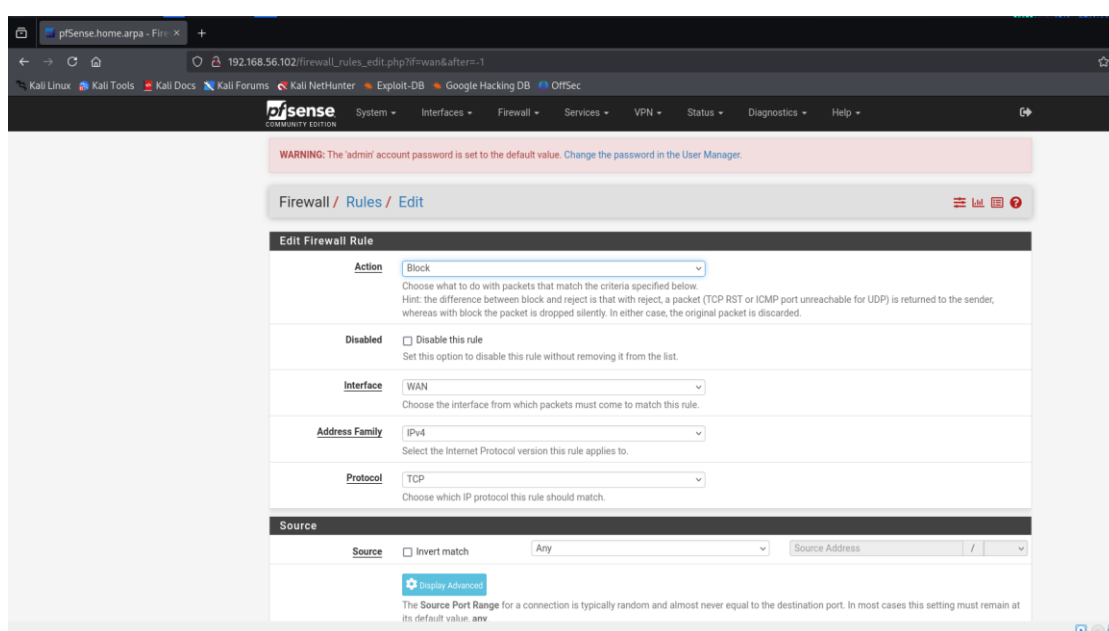 pfSense.home.arpa - Fire
192.168.56.102/firewall_rules_edit.php?if=wan&after=-1
Kali Linux Kali Tools Kali Docs Kali Forums Kali NetHunter Exploit-DB Google Hacking DB OffSec
pfsense System Interfaces Firewall Services VPN Status Diagnostics Help
COMMUNITY EDITION
WARNING: The 'admin' account password is set to the default value. Change the password in the User Manager.
Firewall / Rules / Edit
Edit Firewall Rule
Action Block
Choose what to do with packets that match the criteria specified below.
Hint: the difference between block and reject is that with reject, a packet (TCP RST or ICMP port unreachable for UDP) is returned to the sender,
whereas with block the packet is dropped silently. In either case, the original packet is discarded.
Disabled Disable this rule
Set this option to disable this rule without removing it from the list.
Interface WAN
Choose the interface from which packets must come to match this rule.
Address Family IPv4
Select the Internet Protocol version this rule applies to.
Protocol TCP
Choose which IP protocol this rule should match.
Source
Source Invert match Any Source Address /
Display Advanced
The Source Port Range for a connection is typically random and almost never equal to the destination port. In most cases this setting must remain at
its default value, any.